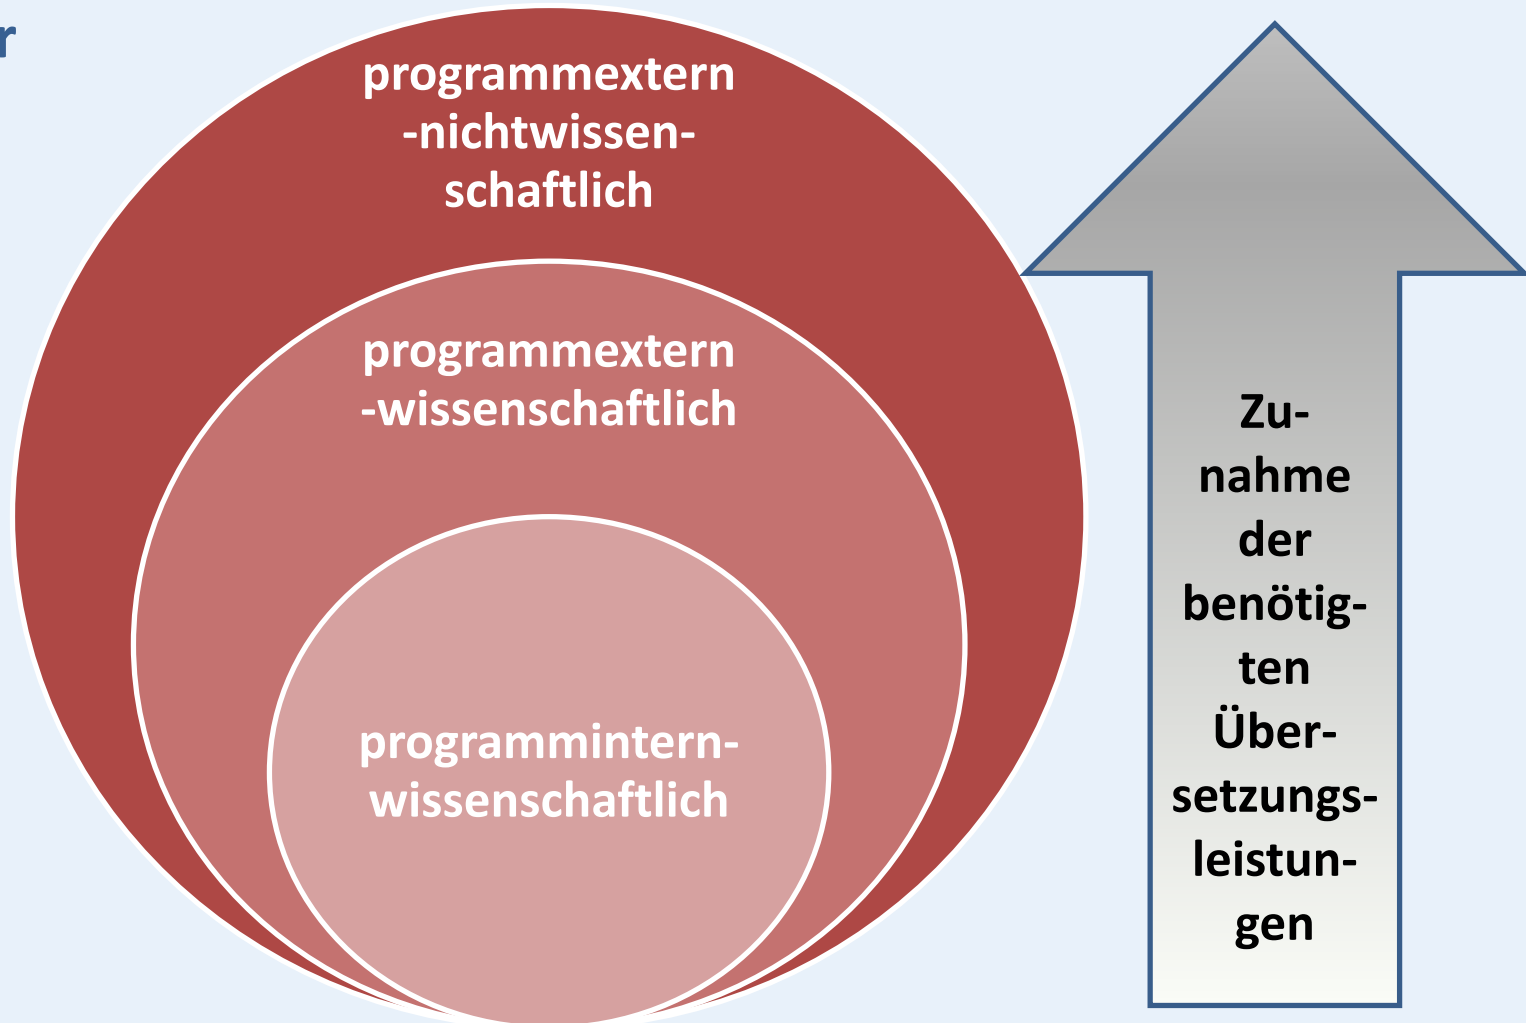 r
programmextern
-nichtwissen-
schaftlich
programmextern
-wissenschaftlich
programmintern-
wissenschaftlich
Zu-
nahme
der
benötig-
ten
Über-
setzungs-
leistun-
gen